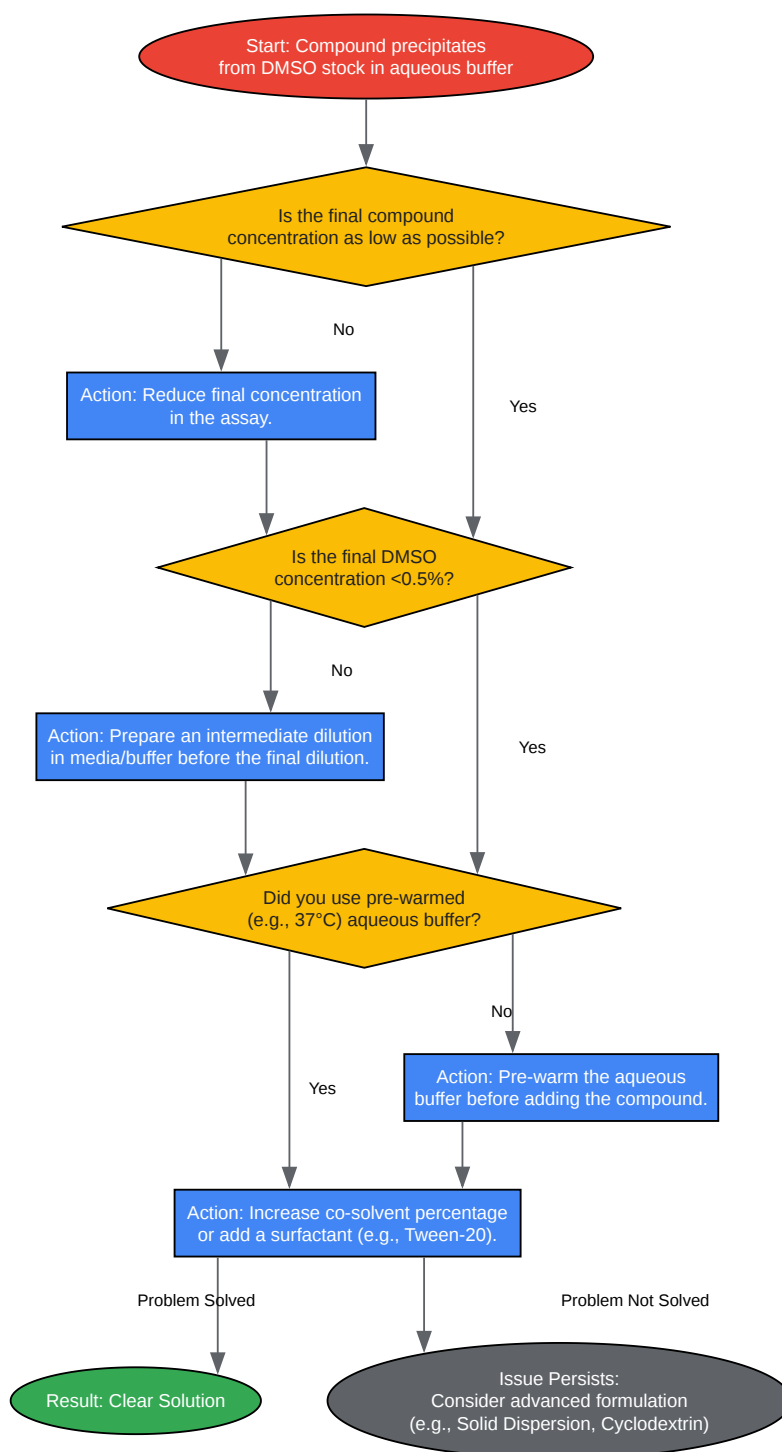 Start: Compound precipitates
from DMSO stock in aqueous buffer
Is the final compound
concentration as low as possible?
No
Action: Reduce final concentration
in the assay.
Yes
Is the final DMSO
concentration <0.5%?
No
Action: Prepare an intermediate dilution
in media/buffer before the final dilution.
Yes
Did you use pre-warmed
(e.g., 37°C) aqueous buffer?
No
Action: Pre-warm the aqueous
buffer before adding the compound.
Yes
Action: Increase co-solvent percentage
or add a surfactant (e.g., Tween-20).
Problem Solved
Problem Not Solved
Result: Clear Solution
Issue Persists:
Consider advanced formulation
(e.g., Solid Dispersion, Cyclodextrin)